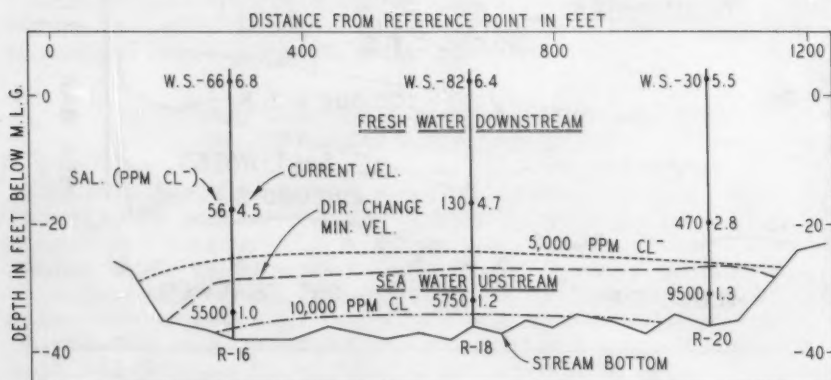 DISTANCE FROM REFERENCE POINT IN FEET
0 400 800 1200
W.S.-66 6.8 W.S.-82 6.4 W.S.-30 5.5
0 0
FRESH WATER DOWNSTREAM
SAL. (PPM CL⁻) CURRENT VEL.
56 4.5 130 4.7
DIR. CHANGE
MIN. VEL.
470 2.8
-20 -20
5,000 PPM CL⁻
SEA WATER UPSTREAM
5500 1.0 10,000 PPM CL⁻ 5750 1.2 9500 1.3
R-16 R-18 R-20
-40 -40
STREAM BOTTOM
DEPTH IN FEET BELOW M.L.G.